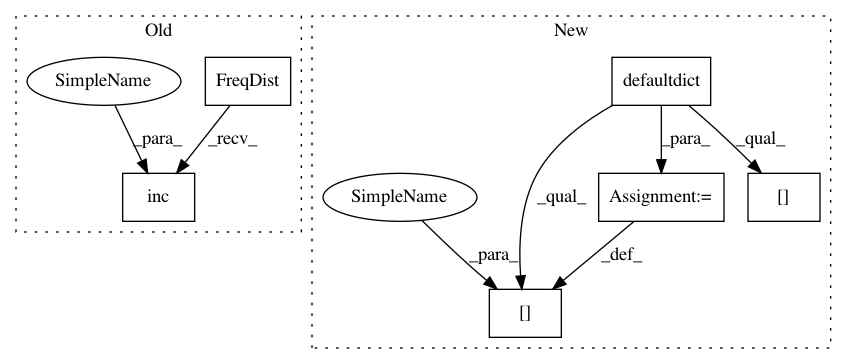 Old
New
SimpleName
FreqDist
defaultdict
_para_
_recv_
_para_
_qual_
inc
SimpleName
_qual_
Assignment:=
[]
_para_
_def_
[]